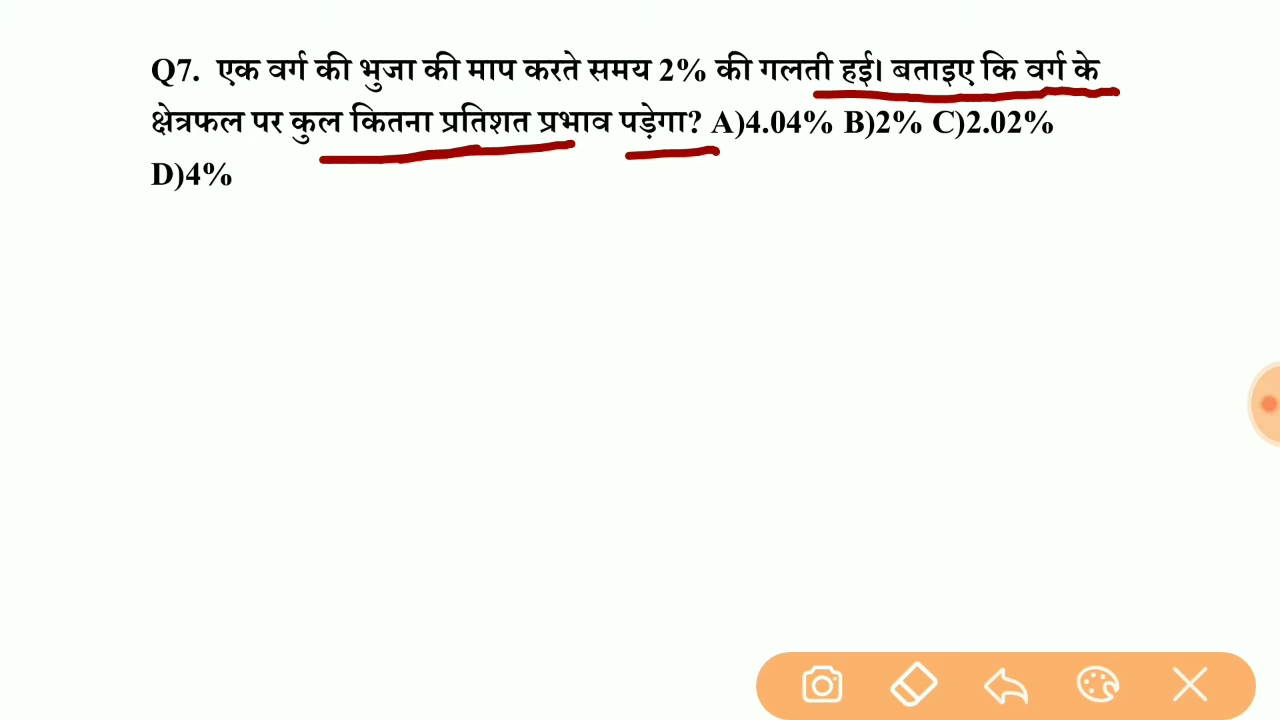 Q7. एक वर्ग की भुजा की माप करते समय 2% की गलती हई। बताइए कि वर्ग के
क्षेत्रफल पर कुल कितना प्रतिशत प्रभाव पड़ेगा? A)4.04% B)2% C)2.02%
D)4%